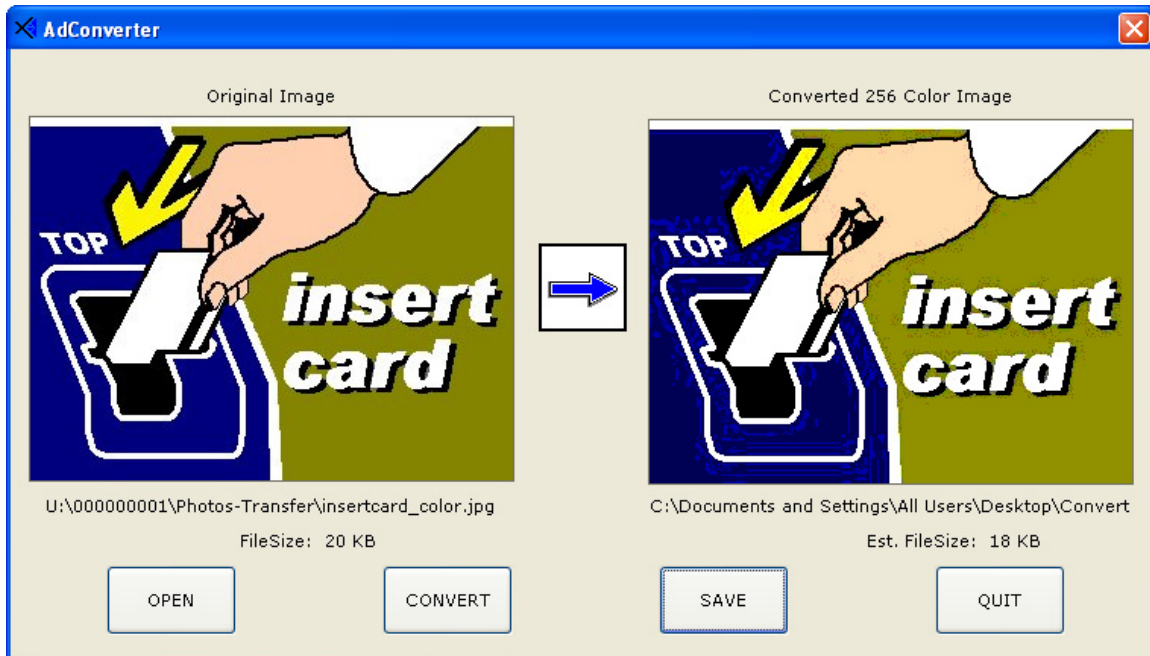 AdConverter
Original Image
Converted 256 Color Image
TOP
insert
card
TOP
insert
card
U:\000000001\Photos-Transfer\insertcard_color.jpg
C:\Documents and Settings\All Users\Desktop\Convert
FileSize: 20 KB
Est. FileSize: 18 KB
OPEN
CONVERT
SAVE
QUIT